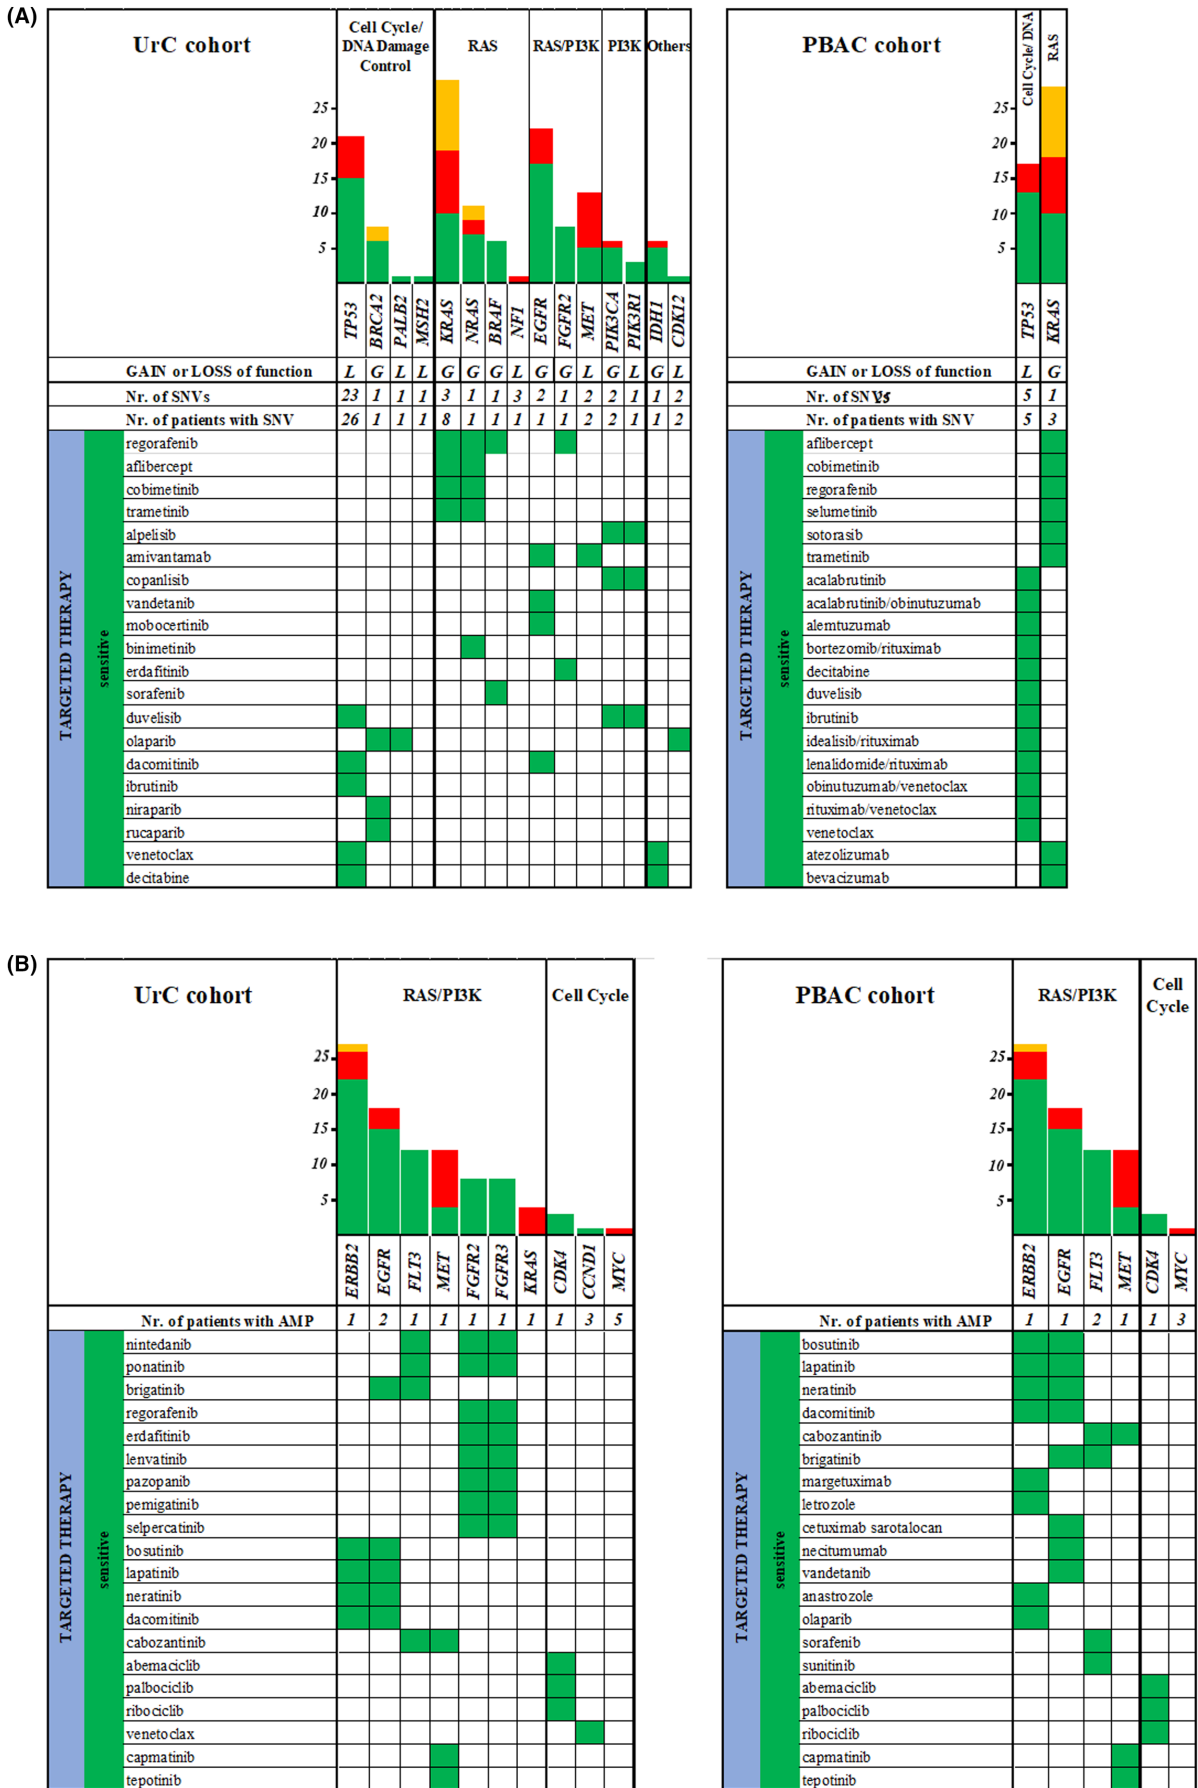 (A)
UrC cohort
Cell Cycle/
DNA Damage
Control
RAS
RAS/PI3K
PI3K
Others
25
20
15
10
5
TP53
BRCA2
PALB2
MSH2
KRAS
NRAS
BRAF
NF1
EGFR
FGFR2
MET
PIK3CA
PIK3R1
IDH1
CDK12
GAIN or LOSS of function L G L L G G G L G G L G L G L
Nr. of SNVs 23 1 1 1 3 1 1 3 2 1 2 2 1 1 2
Nr. of patients with SNV 26 1 1 1 8 1 1 1 1 1 2 2 1 1 2
TARGETED THERAPY
sensitive
regorafenib
aflibercept
cobimetinib
trametinib
alpelisib
amivantamab
copanlisib
vandetanib
mobocertinib
binimetinib
erdafitinib
sorafenib
duvelisib
olaparib
dacomitinib
ibrutinib
niraparib
rucaparib
venetoclax
decitabine
PBAC cohort
Cell Cycle/ DNA
RAS
25
20
15
10
5
TP53
KRAS
GAIN or LOSS of function L G
Nr. of SNVs 5 1
Nr. of patients with SNV 5 3
TARGETED THERAPY
sensitive
aflibercept
cobimetinib
regorafenib
selumetinib
sotorasib
trametinib
acalabrutinib
acalabrutinib/obinutuzumab
alemtuzumab
bortezomib/rituximab
decitabine
duvelisib
ibrutinib
idealisib/rituximab
lenalidomide/rituximab
obinutuzumab/venetoclax
rituximab/venetoclax
venetoclax
atezolizumab
bevacizumab
(B)
UrC cohort
RAS/PI3K
Cell Cycle
25
20
15
10
5
ERBB2
EGFR
FLT3
MET
FGFR2
FGFR3
KRAS
CDK4
CCND1
MYC
Nr. of patients with AMP 1 2 1 1 1 1 1 1 3 5
TARGETED THERAPY
sensitive
nintedanib
ponatinib
brigatinib
regorafenib
erdafitinib
lenvatinib
pazopanib
pemigatinib
selpercatinib
bosutinib
lapatinib
neratinib
dacomitinib
cabozantinib
abemaciclib
palbociclib
ribociclib
venetoclax
capmatinib
tepotinib
PBAC cohort
RAS/PI3K
Cell
Cycle
25
20
15
10
5
ERBB2
EGFR
FLT3
MET
CDK4
MYC
Nr. of patients with AMP 1 1 2 1 1 3
TARGETED THERAPY
sensitive
bosutinib
lapatinib
neratinib
dacomitinib
cabozantinib
brigatinib
margetuximab
letrozole
cetuximab sarotalocan
necitumumab
vandetanib
anastrozole
olaparib
sorafenib
sunitinib
abemaciclib
palbociclib
ribociclib
capmatinib
tepotinib